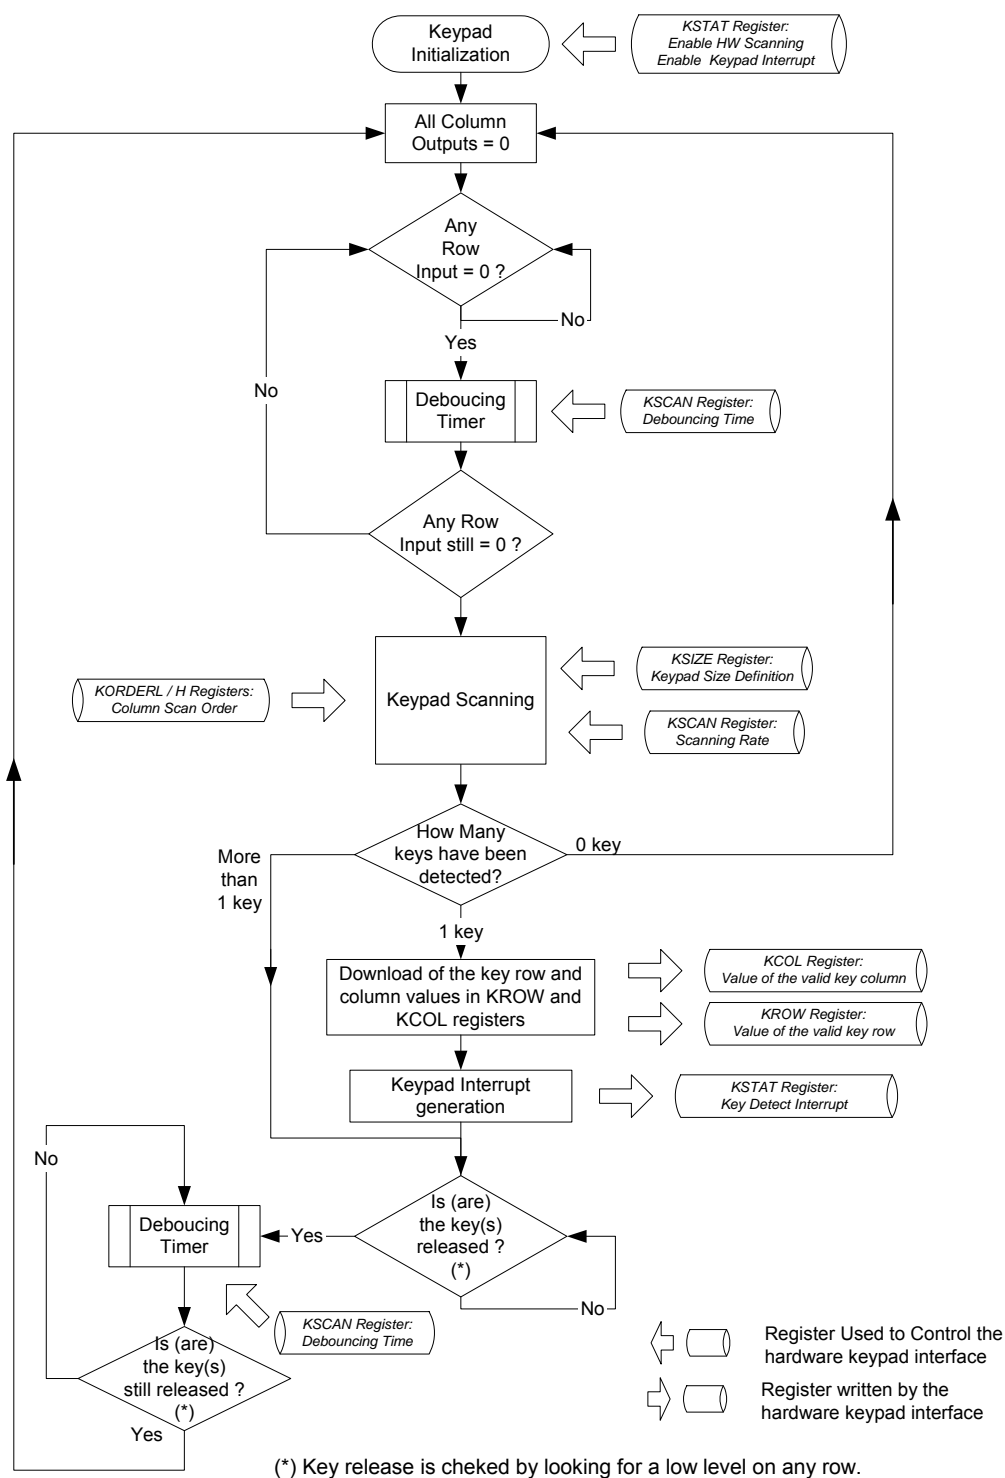 Keypad
Initialization
KSTAT Register:
Enable HW Scanning
Enable Keypad Interrupt
All Column
Outputs = 0
Any
Row
Input = 0 ?
No
Yes
No
Deboucing
Timer
KSCAN Register:
Debouncing Time
Any Row
Input still = 0 ?
KORDERL / H Registers:
Column Scan Order
Keypad Scanning
KSIZE Register:
Keypad Size Definition
KSCAN Register:
Scanning Rate
How Many
keys have been
detected?
0 key
More
than
1 key
1 key
Download of the key row and
column values in KROW and
KCOL registers
KCOL Register:
Value of the valid key column
KROW Register:
Value of the valid key row
Keypad Interrupt
generation
KSTAT Register:
Key Detect Interrupt
No
Is (are)
the key(s)
released ?
(*)
Yes
Deboucing
Timer
No
KSCAN Register:
Debouncing Time
Is (are)
the key(s)
still released ?
(*)
Yes
Register Used to Control the
hardware keypad interface
Register written by the
hardware keypad interface
(*) Key release is cheked by looking for a low level on any row.